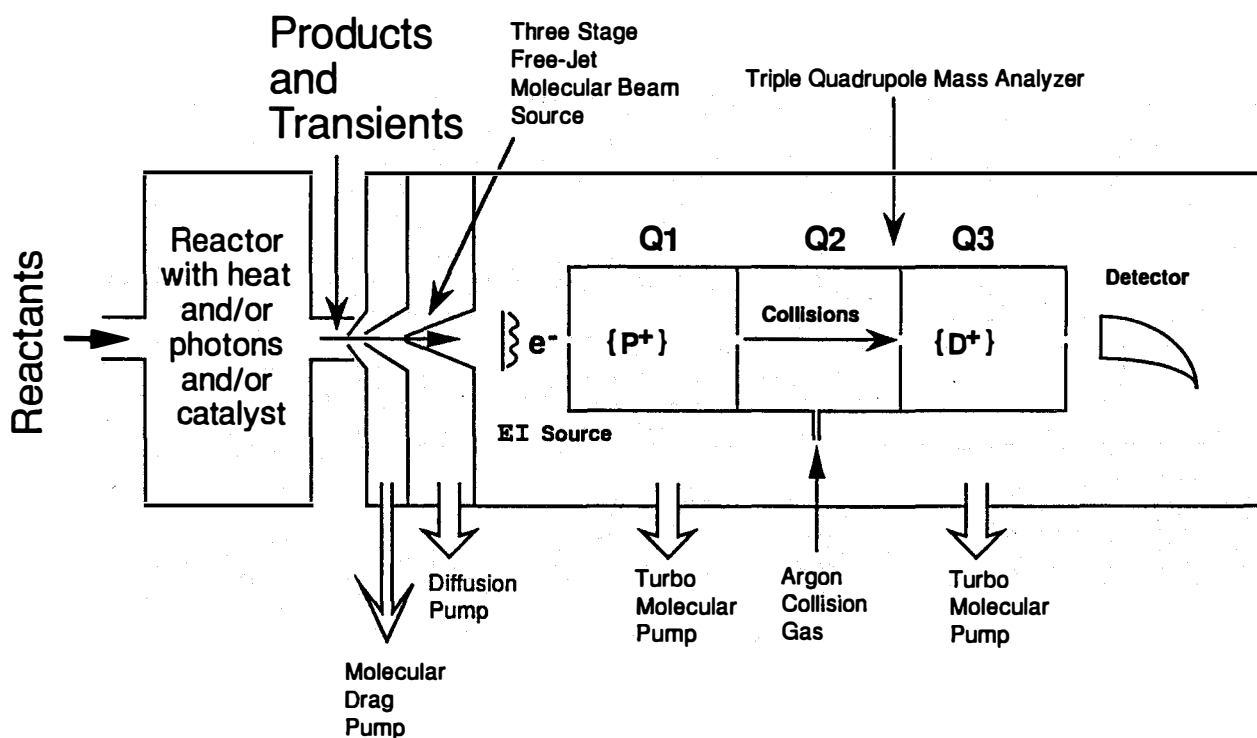 Products
and
Transients
Three Stage
Free-Jet
Molecular Beam
Source
Triple Quadrupole Mass Analyzer
Reactants
Reactor
with heat
and/or
photons
and/or
catalyst
Q1
Q2
Q3
Detector
e-
{P+}
Collisions
{D+}
EI Source
Diffusion
Pump
Turbo
Molecular
Pump
Argon
Collision
Gas
Turbo
Molecular
Pump
Molecular
Drag
Pump